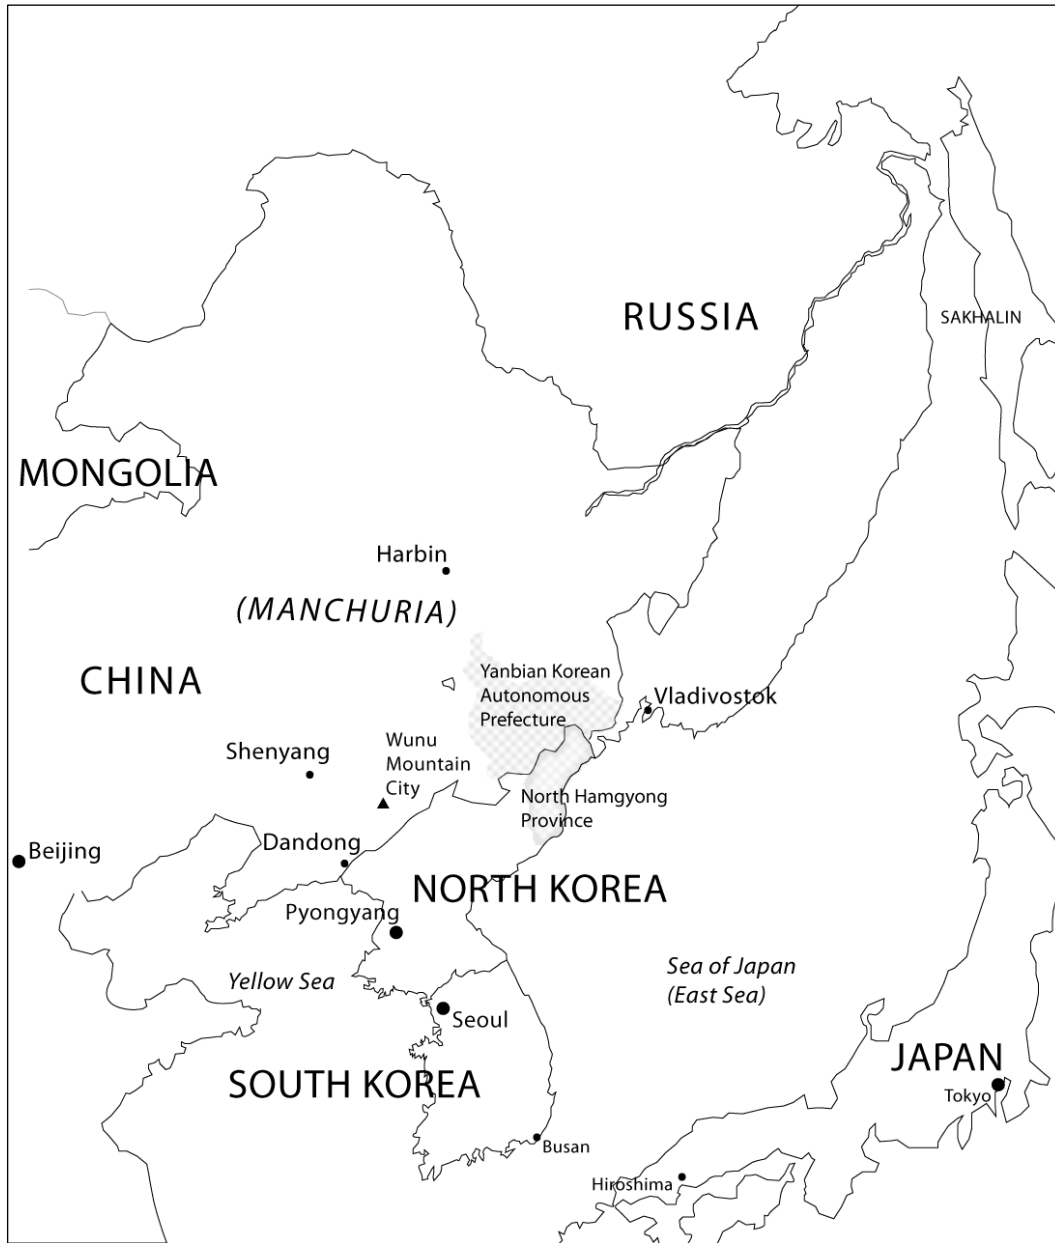 RUSSIA
SAKHALIN
MONGOLIA
Harbin
(MANCHURIA)
CHINA
Yanbian Korean
Autonomous
Prefecture
Vladivostok
Shenyang
Wunu
Mountain
City
North Hamgyong
Province
Beijing
Dandong
NORTH KOREA
Pyongyang
Yellow Sea
Sea of Japan
(East Sea)
Seoul
JAPAN
SOUTH KOREA
Tokyo
Busan
Hiroshima